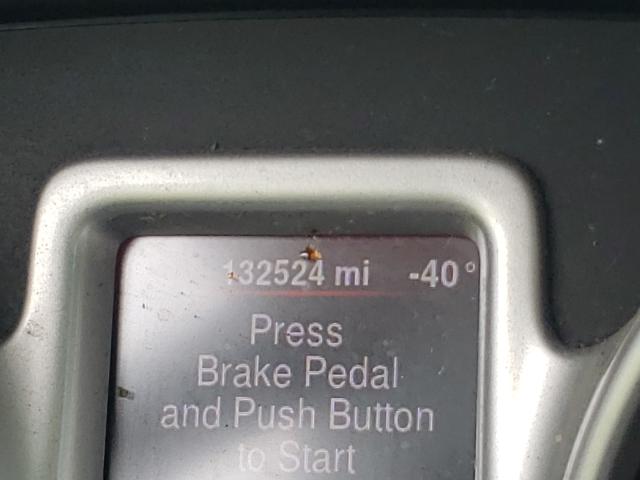 132524 mi -40°
Press
Brake Pedal
and Push Button
to Start